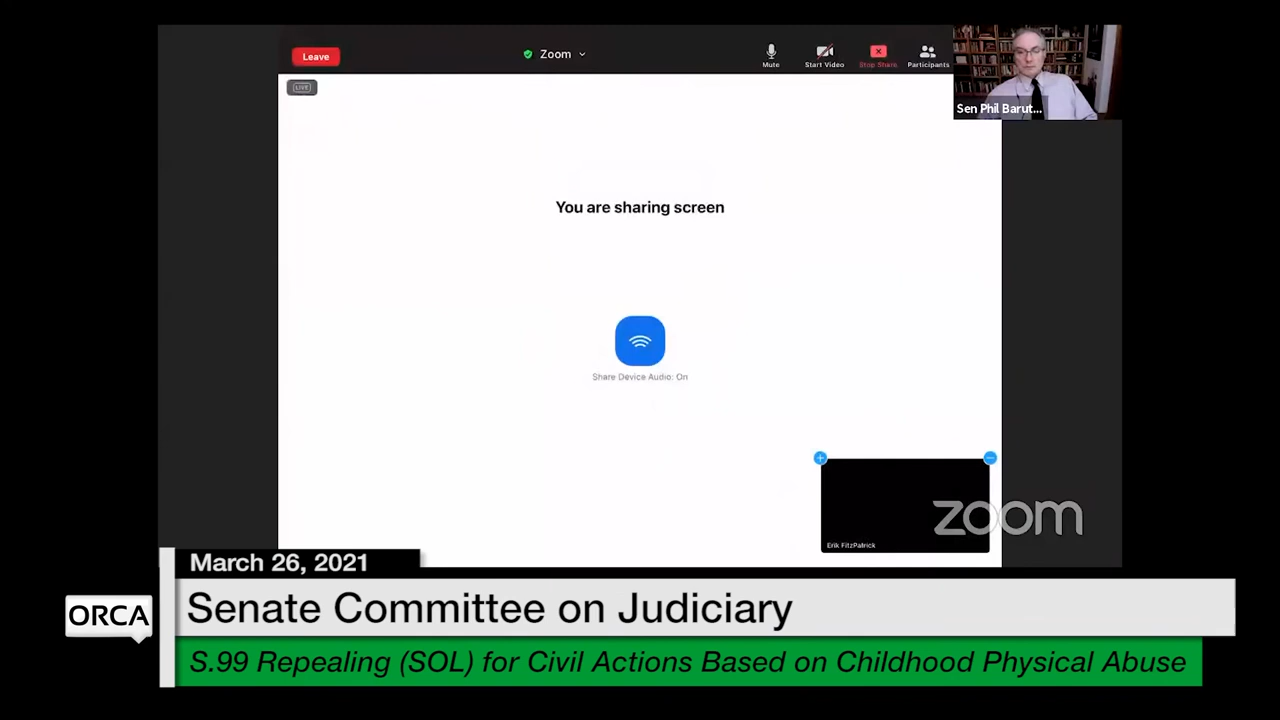 Leave
Zoom
Mute
Start Video
Stop Share
Participants
LIVE
Sen Phil Barut...
You are sharing screen
Share Device Audio: On
Erik FitzPatrick
zoom
March 26, 2021
ORCA
Senate Committee on Judiciary
S.99 Repealing (SOL) for Civil Actions Based on Childhood Physical Abuse